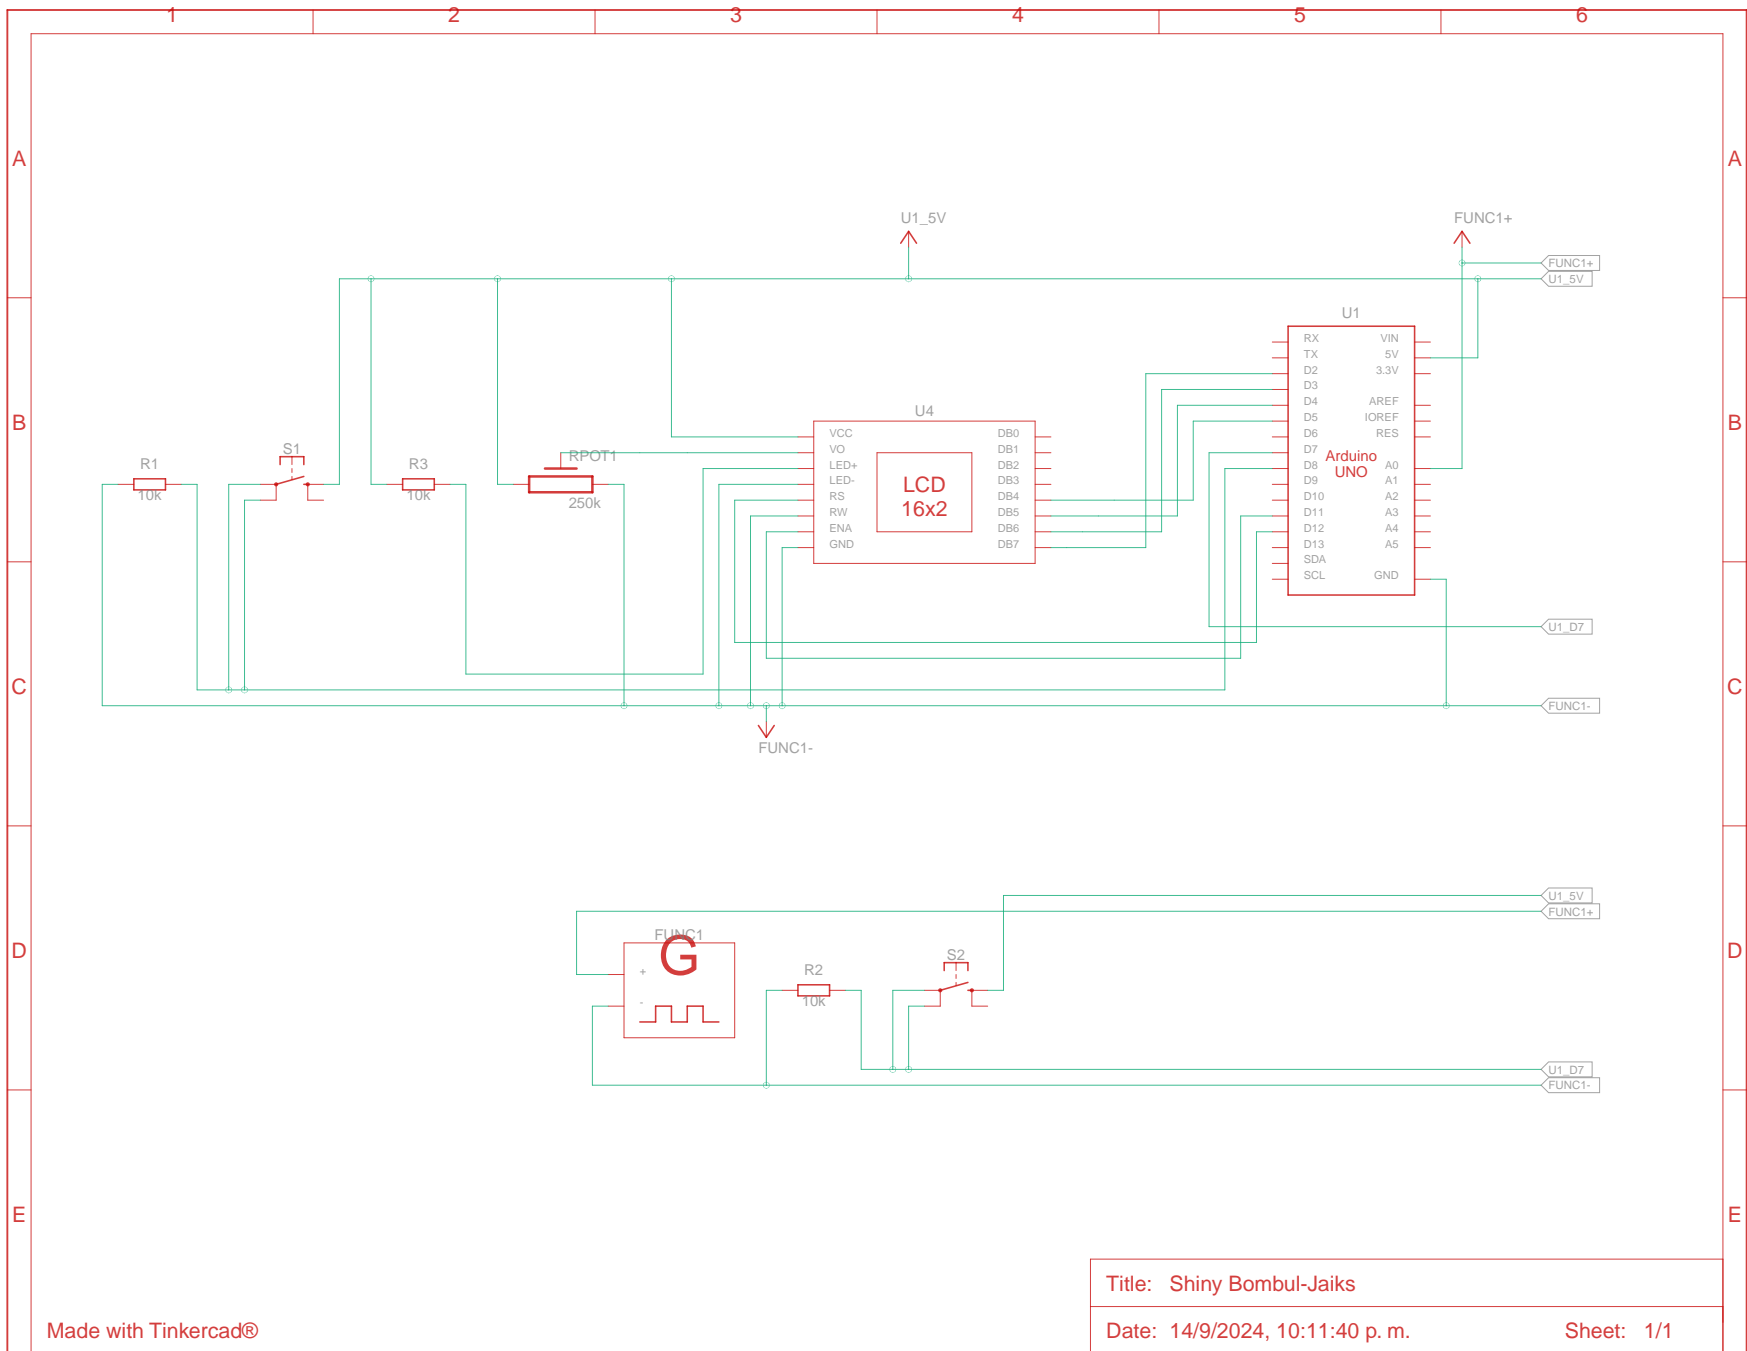 1 2 3 4 5 6
A A
U1_5V FUNC1+
FUNC1+
U1_5V
B B
U1
RX VIN
TX 5V
D2 3.3V
D3
D4 AREF
D5 IOREF
D6 RES
D7
D8 A0
D9 A1
D10 A2
D11 A3
D12 A4
D13 A5
SDA
SCL GND
Arduino
UNO
U4
VCC DB0
VO DB1
LED+ DB2
LED- DB3
RS DB4
RW DB5
ENA DB6
GND DB7
LCD
16x2
R1
10k
S1
R3
10k
RPOT1
250k
U1_D7
C C
FUNC1-
FUNC1-
U1_5V
FUNC1+
D D
FUNC1
G
+
-
R2
10k
S2
U1_D7
FUNC1-
E E
Title: Shiny Bombul-Jaiks
Made with Tinkercad®
Date: 14/9/2024, 10:11:40 p. m. Sheet: 1/1